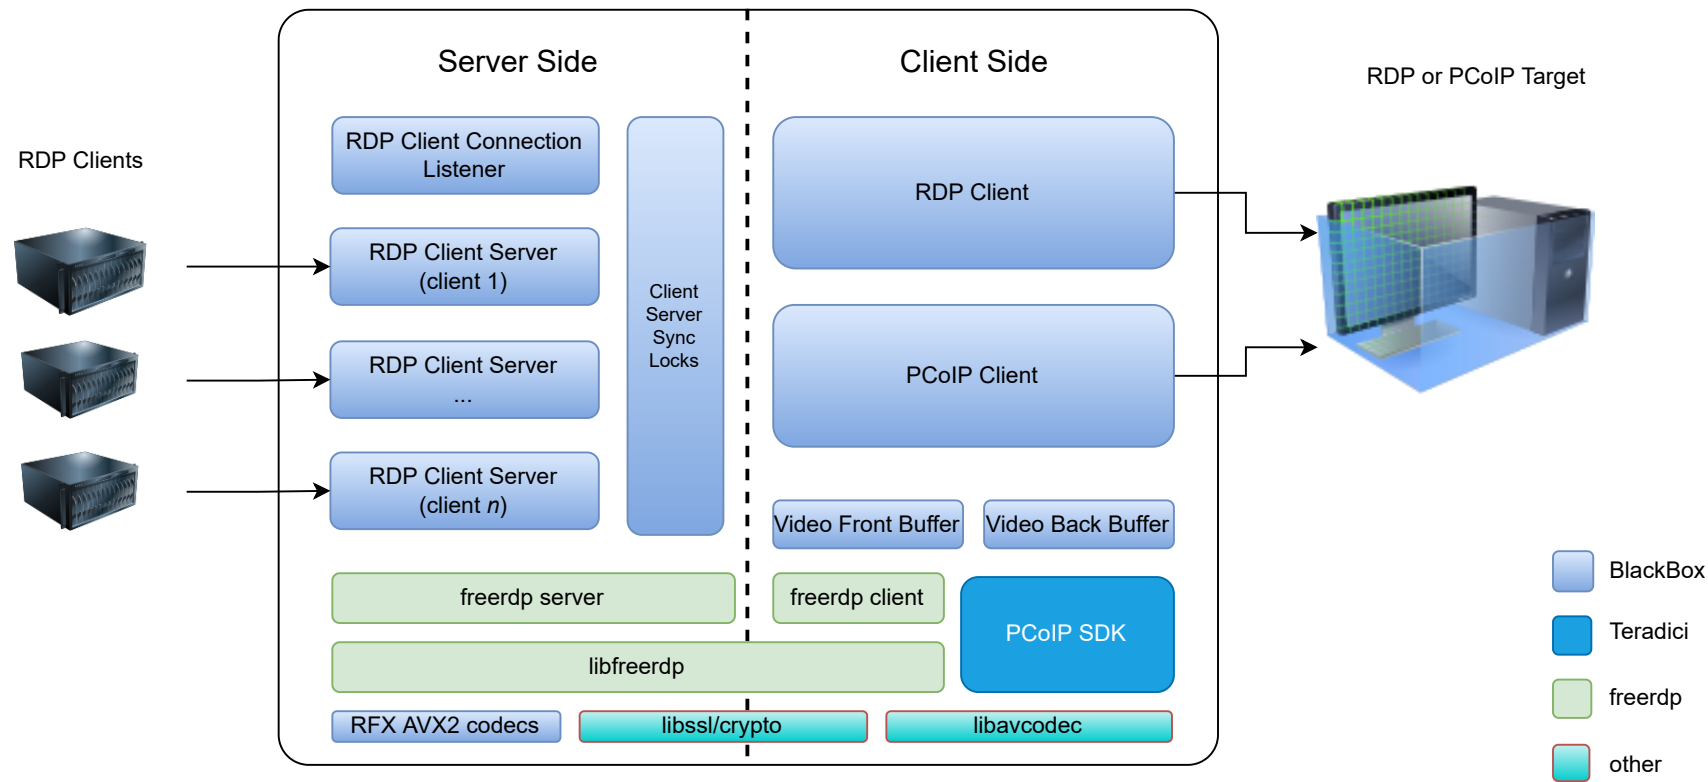 Server Side
Client Side
RDP or PCoIP Target
RDP Clients
RDP Client Connection
Listener
RDP Client Server
(client 1)
RDP Client Server
...
RDP Client Server
(client n)
Client
Server
Sync
Locks
RDP Client
PCoIP Client
Video Front Buffer
Video Back Buffer
freerdp server
freerdp client
PCoIP SDK
libfreerdp
RFX AVX2 codecs
libssl/crypto
libavcodec
BlackBox
Teradici
freerdp
other